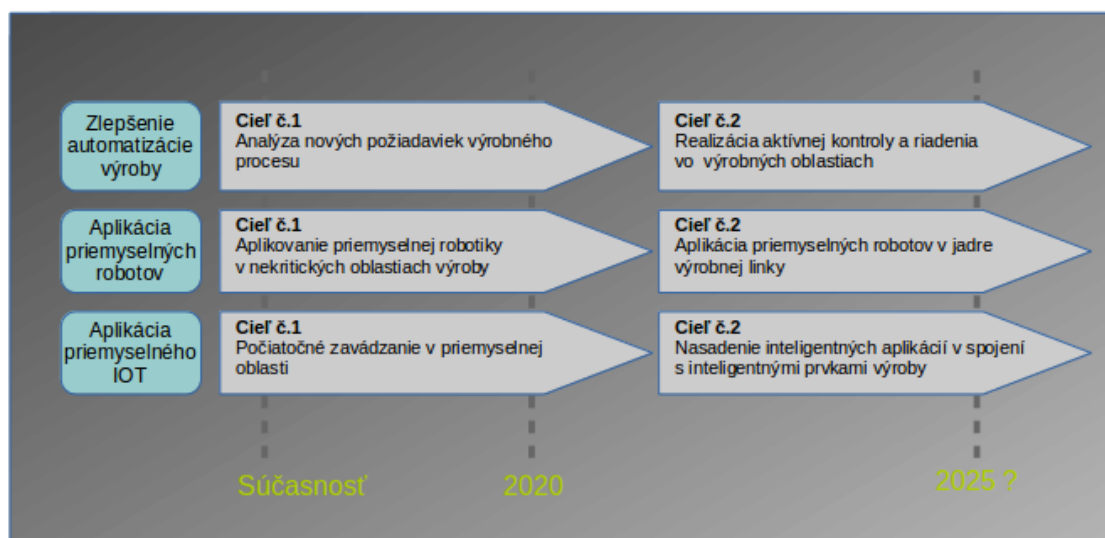 Zlepšenie
automatizácie
výroby
Cieľ č.1
Analýza nových požiadaviek výrobného
procesu
Cieľ č.2
Realizácia aktívnej kontroly a riadenia
vo výrobných oblastiach
Aplikácia
priemyselných
robotov
Cieľ č.1
Aplikovanie priemyselnej robotiky
v nekritických oblastiach výroby
Cieľ č.2
Aplikácia priemyselných robotov v jadre
výrobnej linky
Aplikácia
priemyselného
IOT
Cieľ č.1
Počiatočné zavádzanie v priemyselnej
oblasti
Cieľ č.2
Nasadenie inteligentných aplikácií v spojení
s inteligentnými prvkami výroby
Súčasnosť
2020
2025 ?